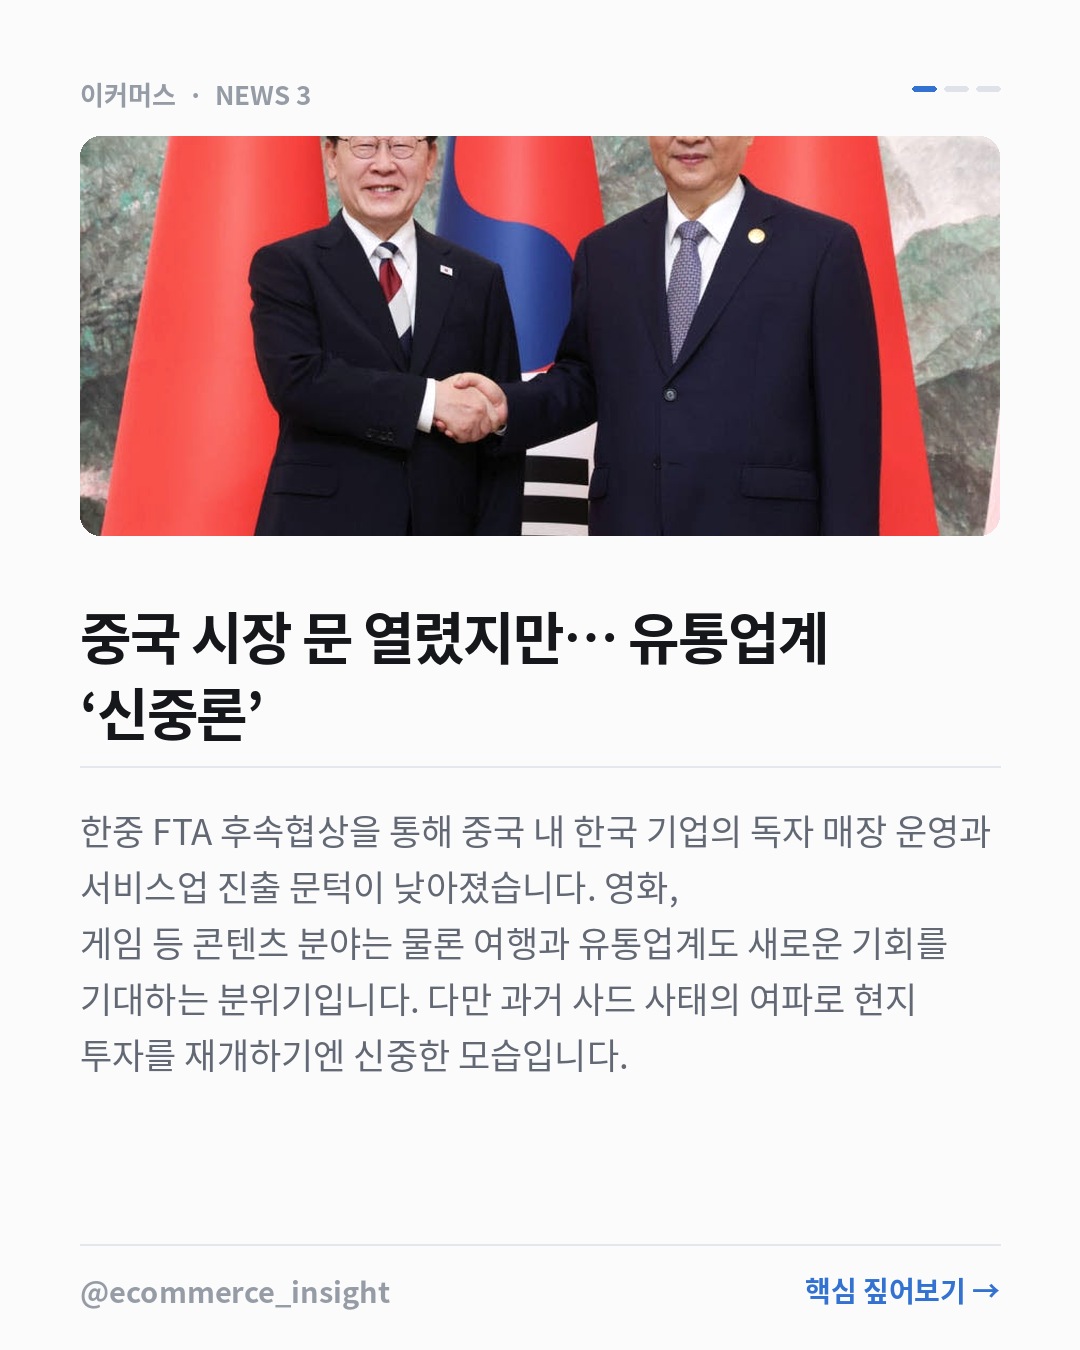 이커머스 · NEWS 3
중국 시장 문 열렸지만… 유통업계
‘신중론’
한중 FTA 후속협상을 통해 중국 내 한국 기업의 독자 매장 운영과
서비스업 진출 문턱이 낮아졌습니다. 영화,
게임 등 콘텐츠 분야는 물론 여행과 유통업계도 새로운 기회를
기대하는 분위기입니다. 다만 과거 사드 사태의 여파로 현지
투자를 재개하기엔 신중한 모습입니다.
@ecommerce_insight
핵심 짚어보기 →